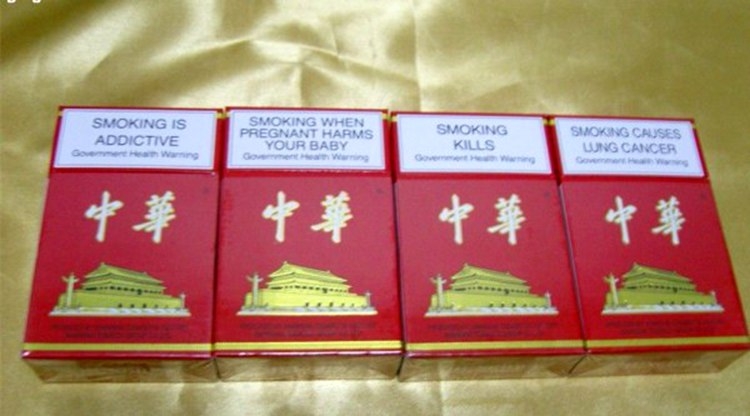 SMOKING IS
ADDICTIVE
Government Health Warning
中華
SMOKING WHEN
PREGNANT HARMS
YOUR BABY
Government Health Warning
中華
SMOKING
KILLS
Government Health Warning
中華
SMOKING CAUSES
LUNG CANCER
Government Health Warning
中華